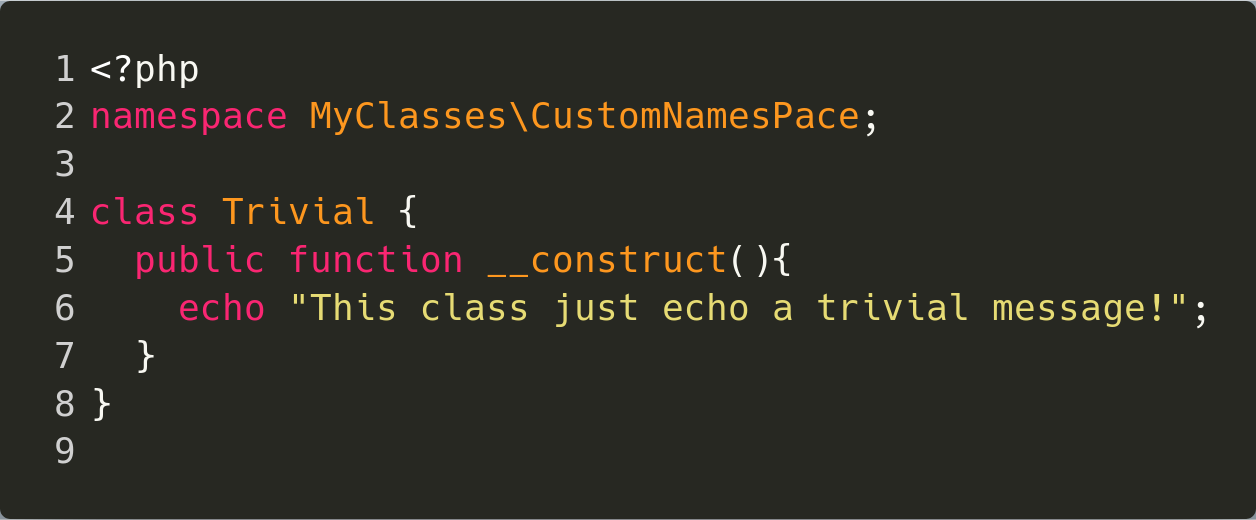 1 <?php
2 namespace MyClasses\CustomNamesPace;
3
4 class Trivial {
5   public function __construct(){
6     echo "This class just echo a trivial message!";
7   }
8 }
9